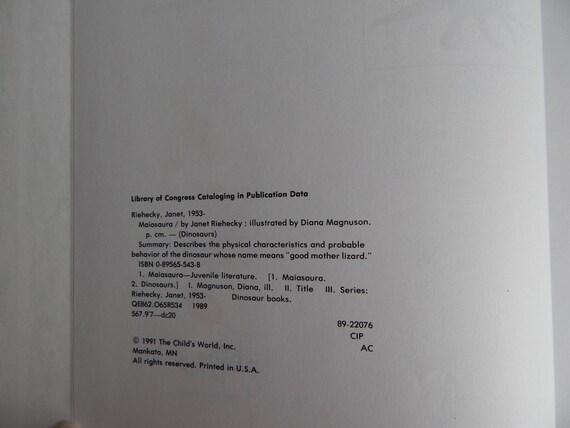 Library of Congress Cataloging in Publication Data
Riehecky, Janet, 1953-
Maiasaura / by Janet Riehecky ; illustrated by Diana Magnuson.
p. cm. — (Dinosaurs)
Summary: Describes the physical characteristics and probable
behavior of the dinosaur whose name means "good mother lizard."
ISBN 0-89565-543-8
1. Maiasaura—Juvenile literature. [1. Maiasaura.
2. Dinosaurs.] I. Magnuson, Diana, ill. II. Title III. Series:
Riehecky, Janet, 1953- Dinosaur books.
QE862.O65R534 1989
567.9'7—dc20
89-22076
CIP
AC
© 1991 The Child's World, Inc.
Mankato, MN
All rights reserved. Printed in U.S.A.